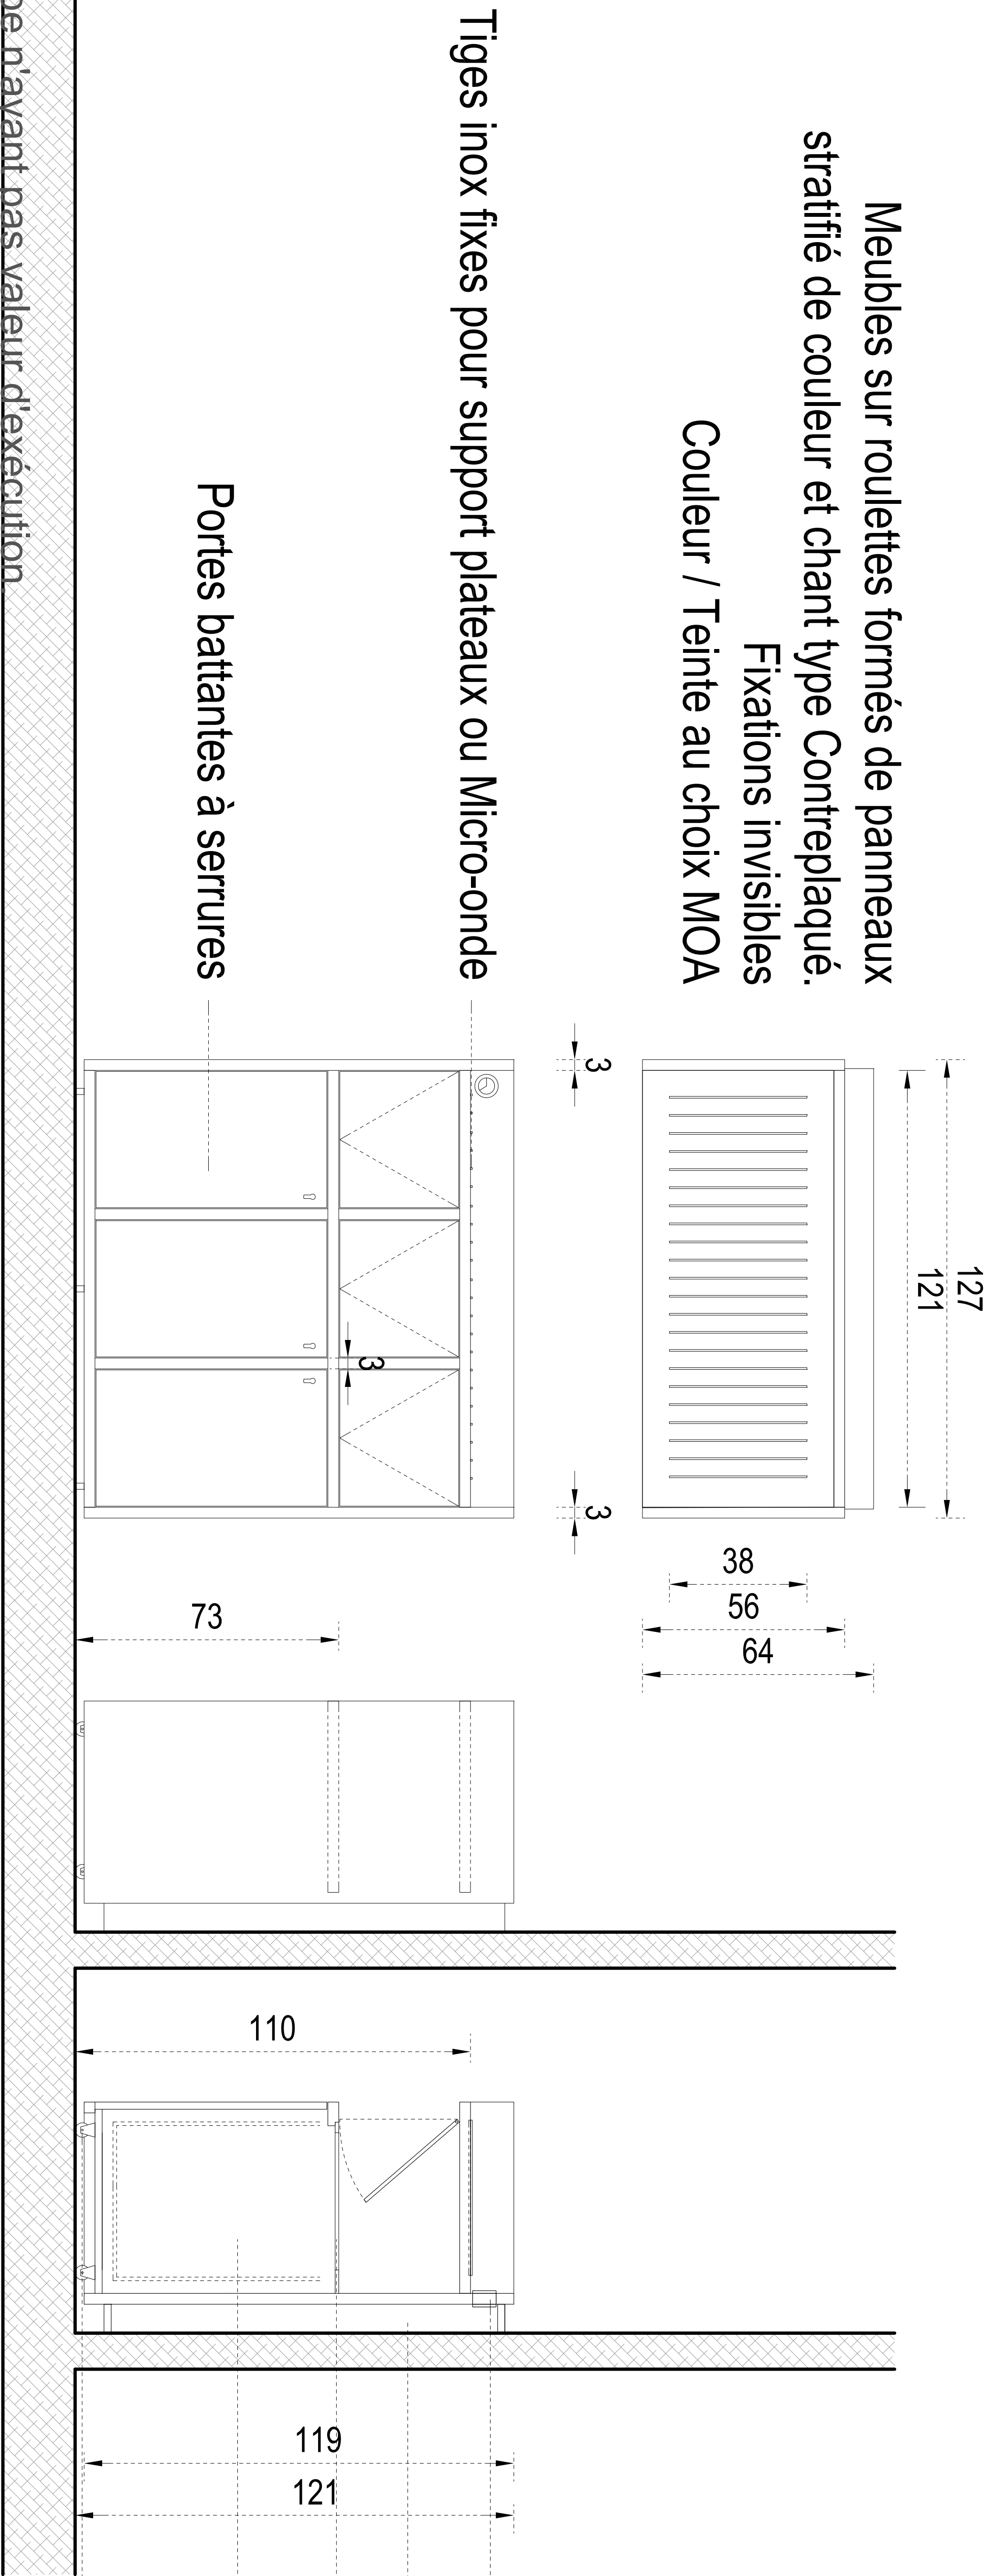 Meubles sur roulettes formés de panneaux
stratifié de couleur et chant type Contreplaqué.
Fixations invisibles
Couleur / Teinte au choix MOA
Tiges inox fixes pour support plateaux ou Micro-onde
Portes battantes à serrures
n'ayant pas valeur d'exécution
127
121
3
3
3
38
56
64
73
110
119
121